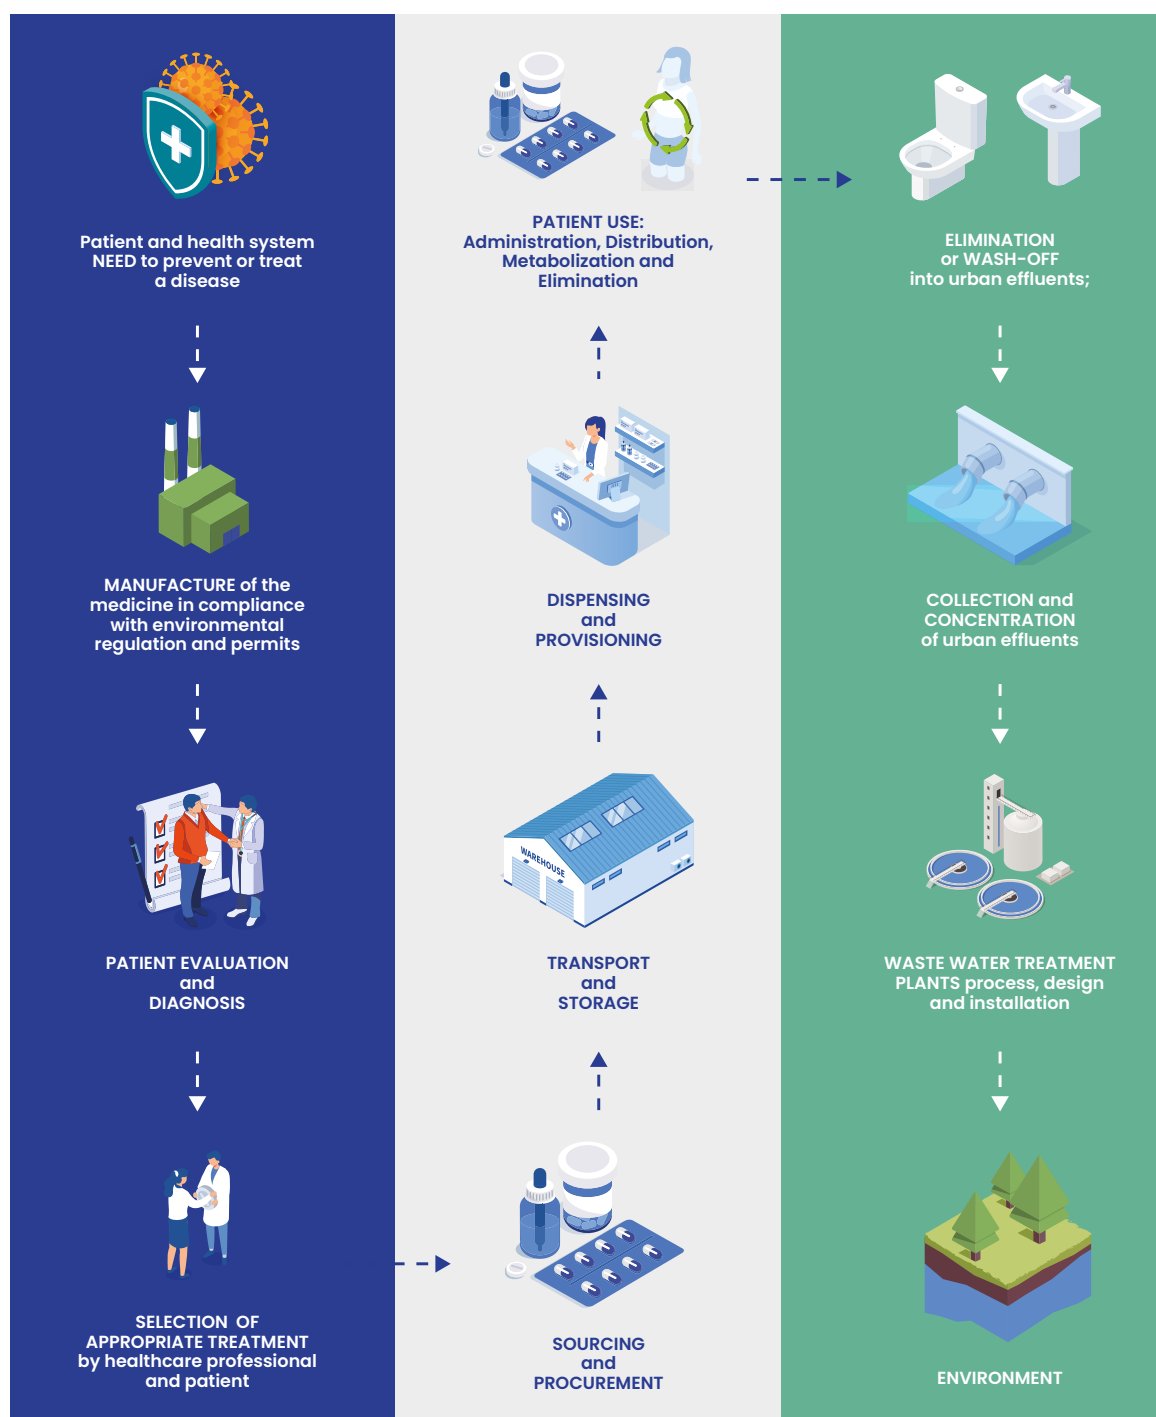 Patient and health system
NEED to prevent or treat
a disease
MANUFACTURE of the
medicine in compliance
with environmental
regulation and permits
PATIENT EVALUATION
and
DIAGNOSIS
SELECTION OF
APPROPRIATE TREATMENT
by healthcare professional
and patient
PATIENT USE:
Administration, Distribution,
Metabolization and
Elimination
DISPENSING
and
PROVISIONING
WAREHOUSE
TRANSPORT
and
STORAGE
SOURCING
and
PROCUREMENT
ELIMINATION
or WASH-OFF
into urban effluents;
COLLECTION and
CONCENTRATION
of urban effluents
WASTE WATER TREATMENT
PLANTS process, design
and installation
ENVIRONMENT